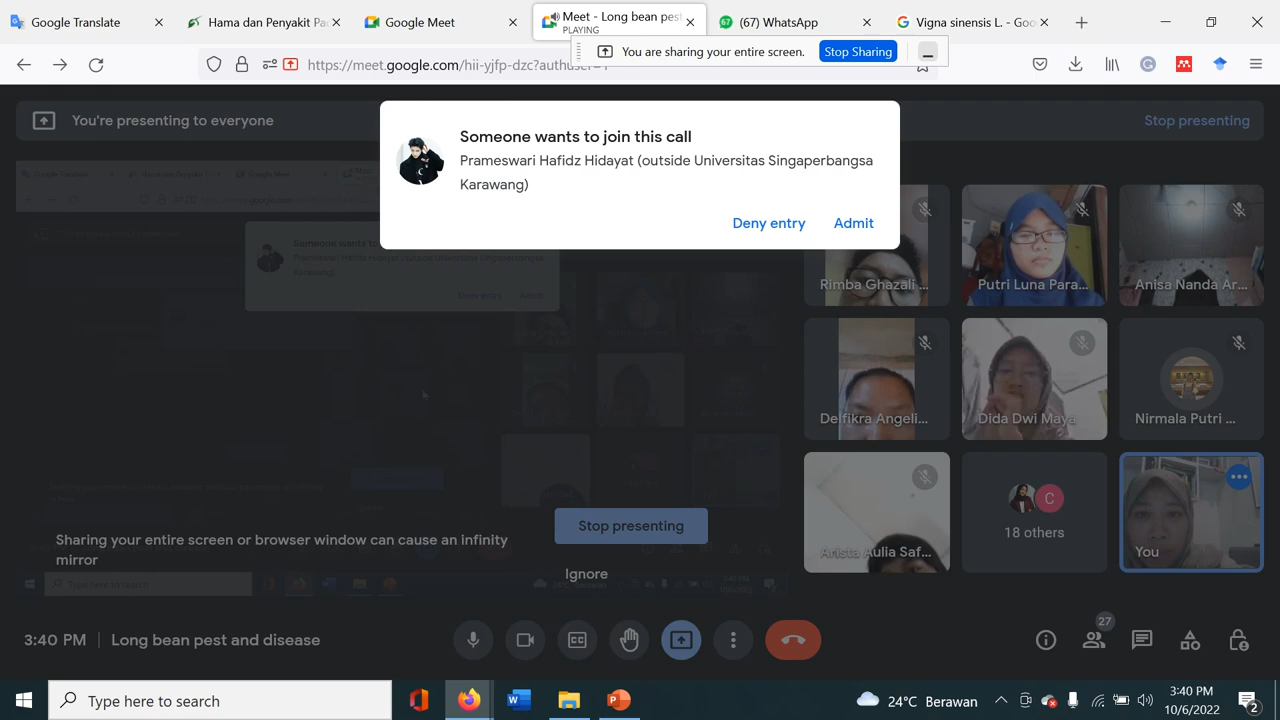 Google Translate
Hama dan Penyakit Pa
Google Meet
Meet - Long bean pest
PLAYING
(67) WhatsApp
Vigna sinensis L. - Goo
You are sharing your entire screen.
Stop Sharing
https://meet.google.com/hii-yjfp-dzc?authuser=1
You're presenting to everyone
Stop presenting
Someone wants to join this call
Prameswari Hafidz Hidayat (outside Universitas Singaperbangsa
Karawang)
Deny entry
Admit
Rimba Ghazali ...
Putri Luna Para...
Anisa Nanda Ar...
Delfikra Angeli...
Dida Dwi Maya
Nirmala Putri ...
Arista Aulia Saf...
C
18 others
You
Stop presenting
Sharing your entire screen or browser window can cause an infinity
mirror
Ignore
3:40 PM
Long bean pest and disease
27
Type here to search
24°C Berawan
3:40 PM
10/6/2022
2